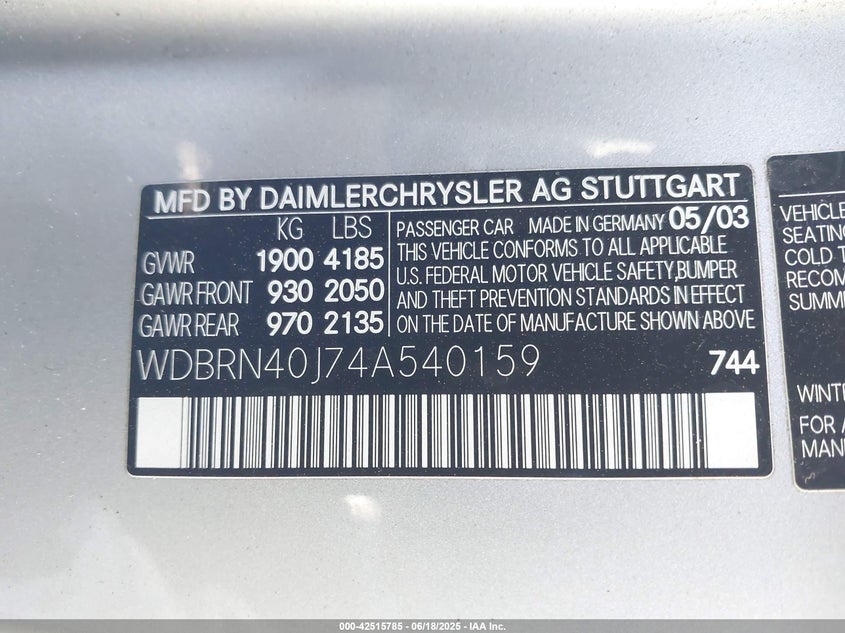 MFD BY DAIMLERCHRYSLER AG STUTTGART
KG LBS
GVWR 1900 4185
GAWR FRONT 930 2050
GAWR REAR 970 2135
PASSENGER CAR MADE IN GERMANY 05/03
THIS VEHICLE CONFORMS TO ALL APPLICABLE
U.S. FEDERAL MOTOR VEHICLE SAFETY,BUMPER
AND THEFT PREVENTION STANDARDS IN EFFECT
ON THE DATE OF MANUFACTURE SHOWN ABOVE
WDBRN40J74A540159 744
VEHICLE
SEATING
COLD T
RECOM
SUMME
WINTE
FOR A
MANU
000-42515785 - 06/18/2025 - IAA Inc.